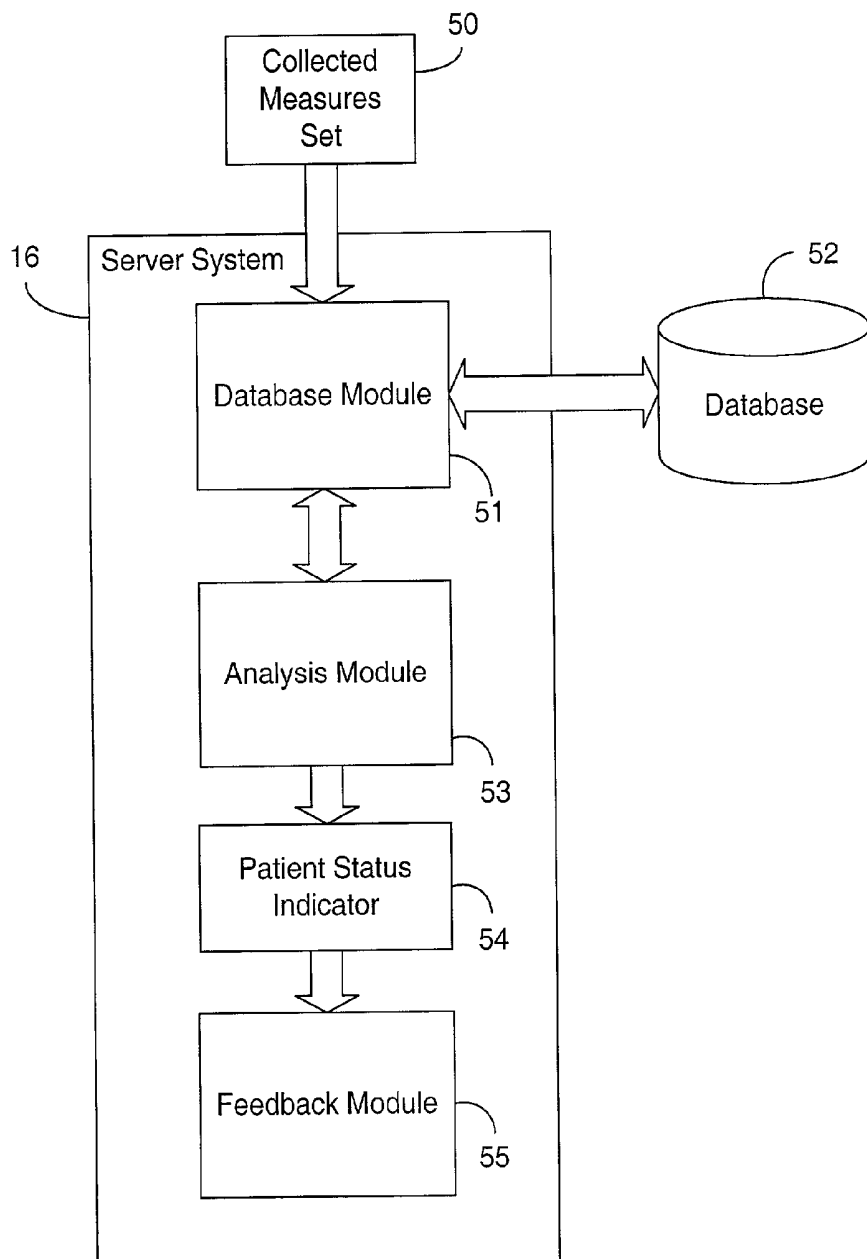 50
Collected
Measures
Set
16
Server System
52
Database Module
Database
51
Analysis Module
53
Patient Status
Indicator
54
Feedback Module
55